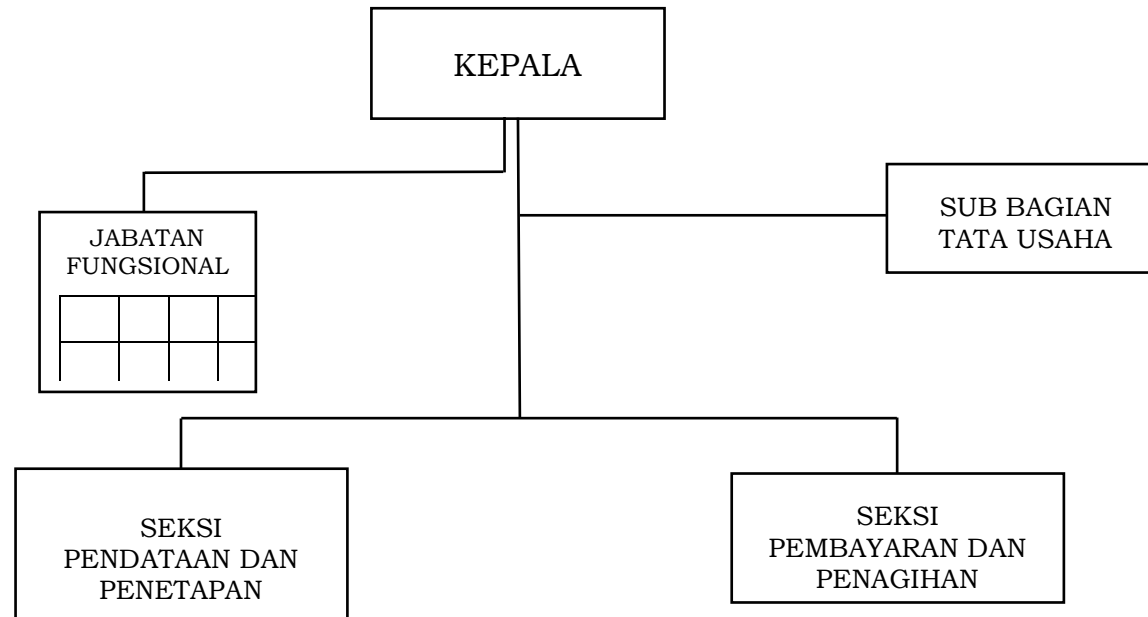 KEPALA
SUB BAGIAN
TATA USAHA
JABATAN
FUNGSIONAL
SEKSI
PENDATAAN DAN
PENETAPAN
SEKSI
PEMBAYARAN DAN
PENAGIHAN